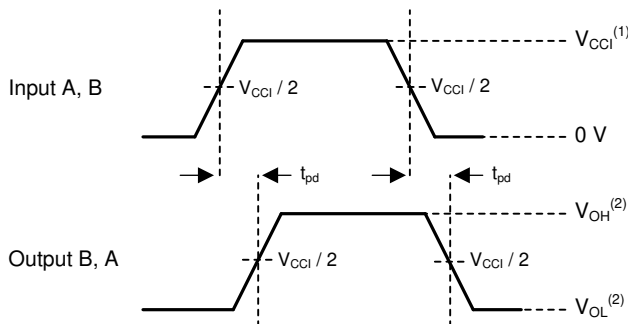 V_CCI^(1)
Input A, B
V_CCI / 2
V_CCI / 2
0 V
t_pd
t_pd
V_OH^(2)
Output B, A
V_CCI / 2
V_CCI / 2
V_OL^(2)